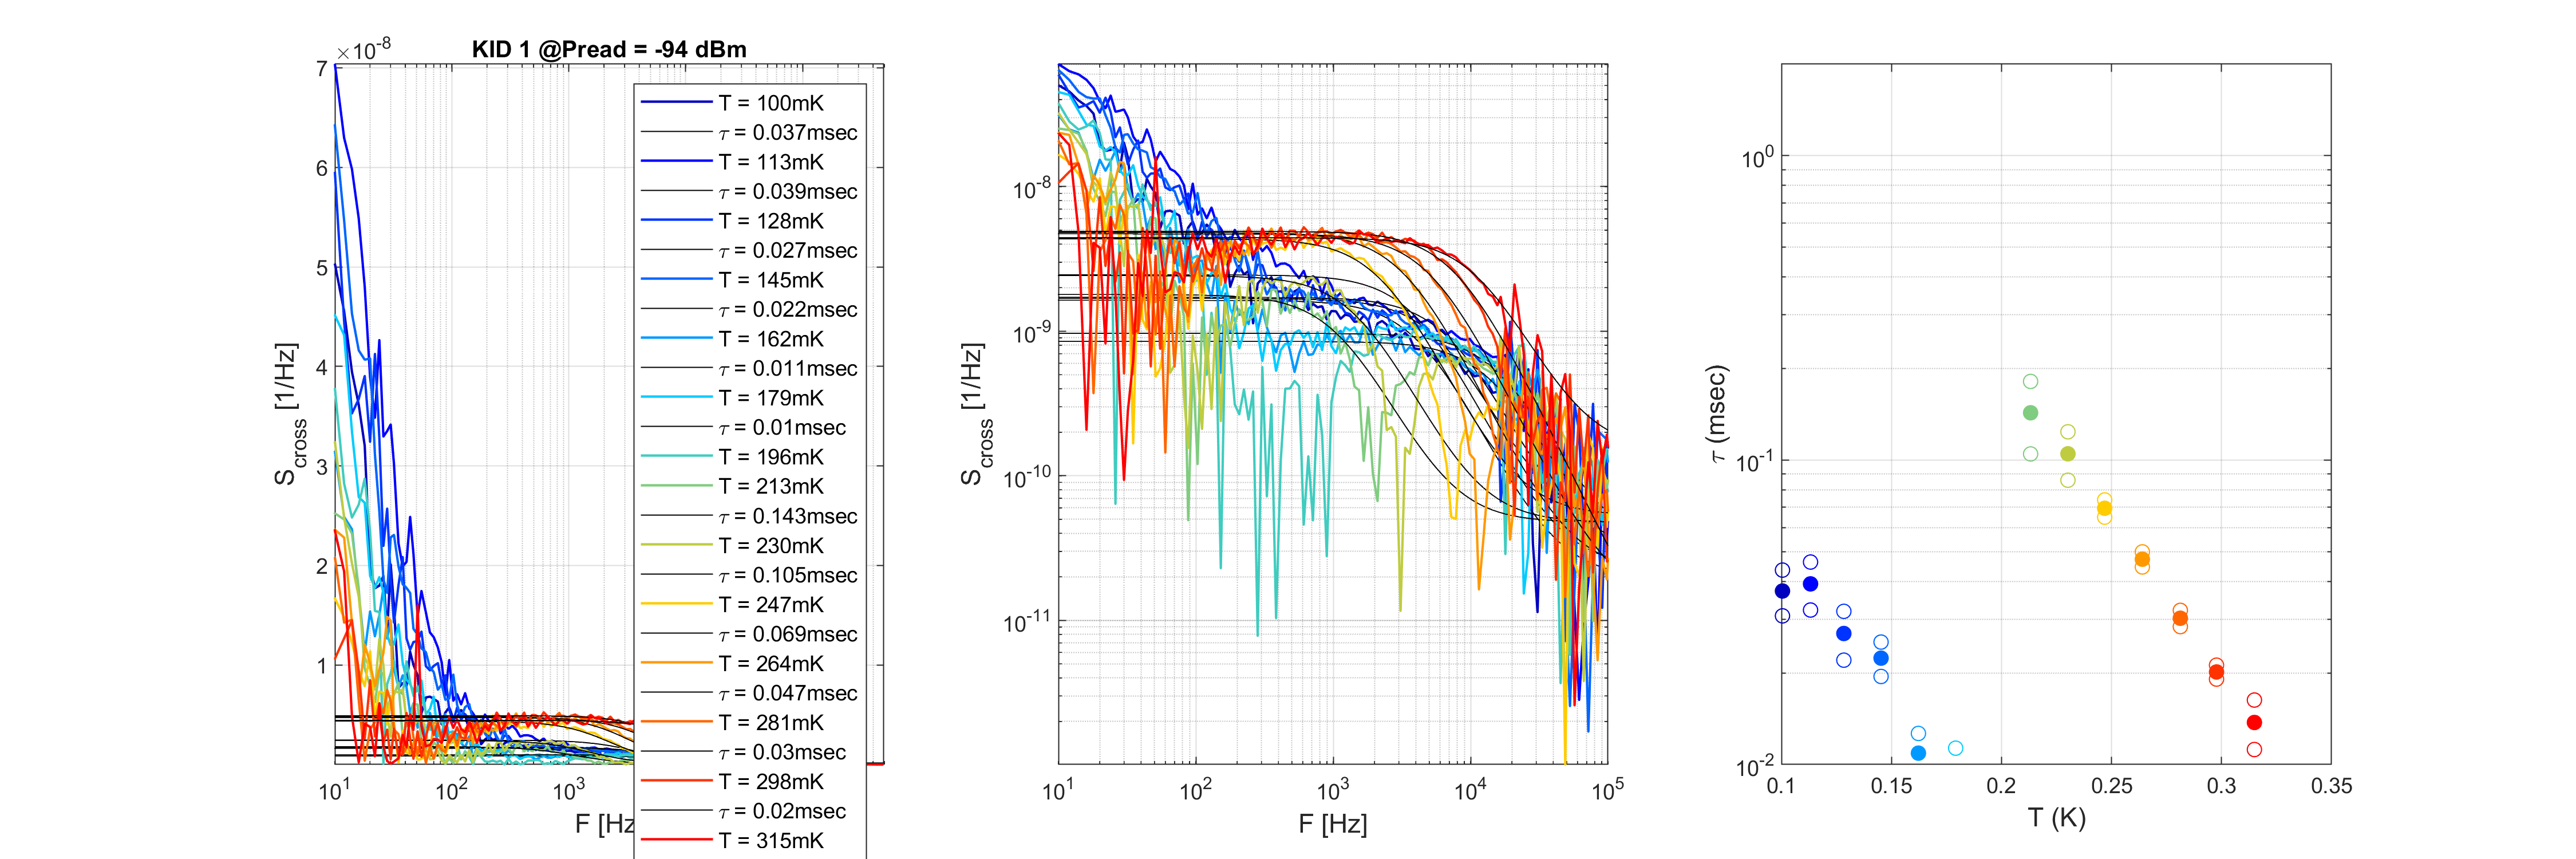 KID 1 @Pread = -94 dBm
×10-8
7
6
5
4
3
2
1
Scross [1/Hz]
101
102
103
F [Hz
T = 100mK
τ = 0.037msec
T = 113mK
τ = 0.039msec
T = 128mK
τ = 0.027msec
T = 145mK
τ = 0.022msec
T = 162mK
τ = 0.011msec
T = 179mK
τ = 0.01msec
T = 196mK
T = 213mK
τ = 0.143msec
T = 230mK
τ = 0.105msec
T = 247mK
τ = 0.069msec
T = 264mK
τ = 0.047msec
T = 281mK
τ = 0.03msec
T = 298mK
τ = 0.02msec
T = 315mK
10-8
10-9
10-10
10-11
Scross [1/Hz]
101
102
103
104
105
F [Hz]
100
10-1
10-2
τ (msec)
0.1
0.15
0.2
0.25
0.3
0.35
T (K)